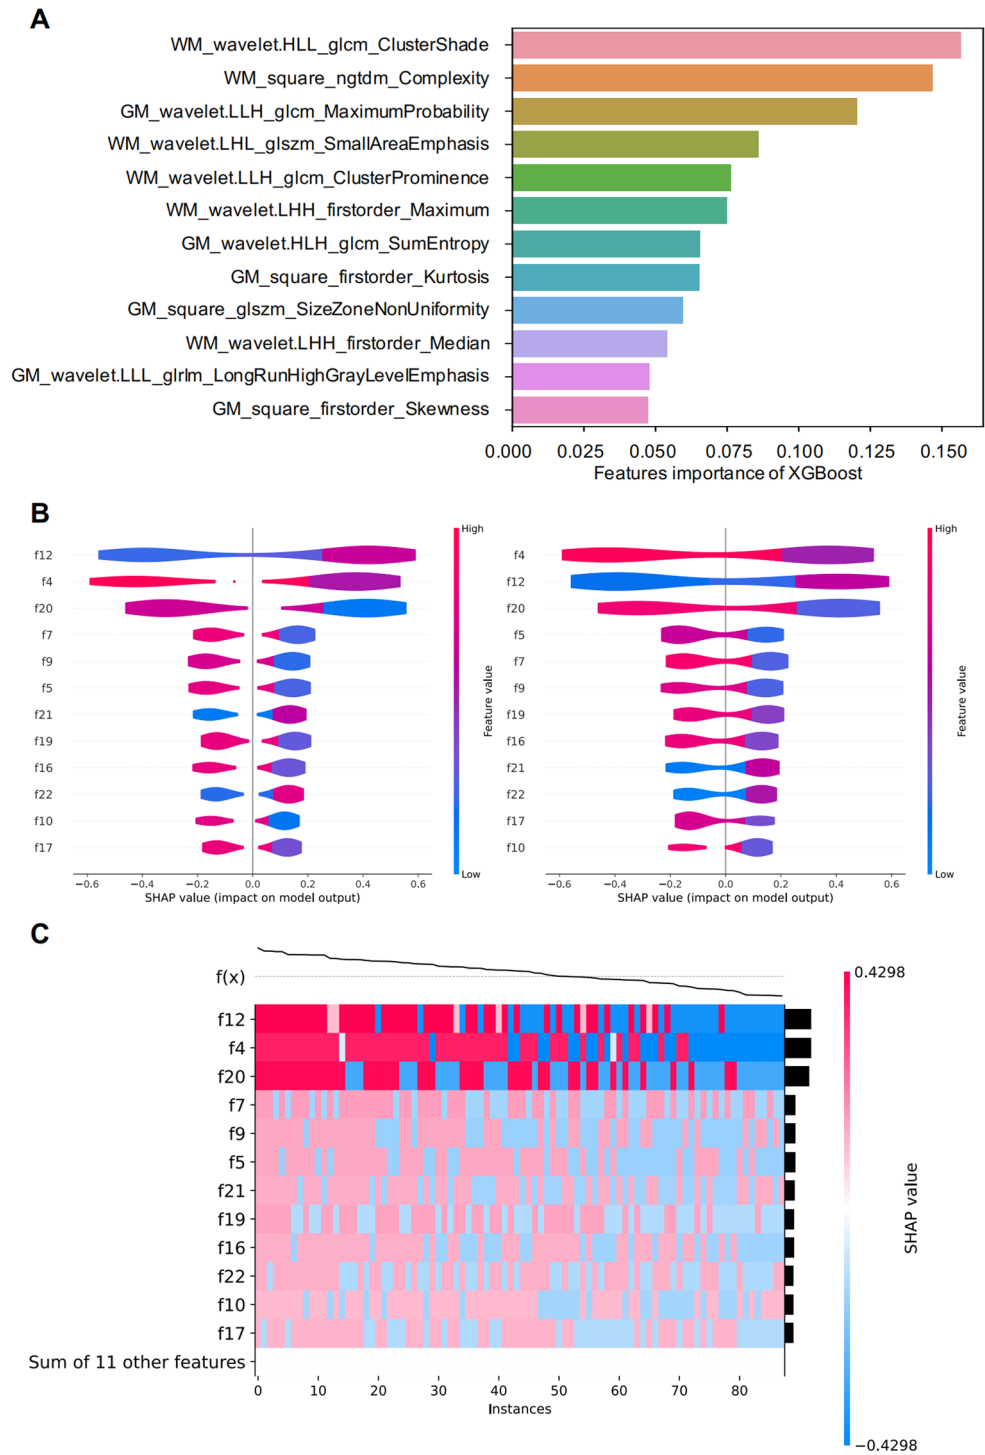 A
WM_wavelet.HLL_glcm_ClusterShade
WM_square_ngtdm_Complexity
GM_wavelet.LLH_glcm_MaximumProbability
WM_wavelet.LHL_glszm_SmallAreaEmphasis
WM_wavelet.LLH_glcm_ClusterProminence
WM_wavelet.LHH_firstorder_Maximum
GM_wavelet.HLH_glcm_SumEntropy
GM_square_firstorder_Kurtosis
GM_square_glszm_SizeZoneNonUniformity
WM_wavelet.LHH_firstorder_Median
GM_wavelet.LLL_glrlm_LongRunHighGrayLevelEmphasis
GM_square_firstorder_Skewness
0.000 0.025 0.050 0.075 0.100 0.125 0.150
Features importance of XGBoost
B
f12
f4
f20
f7
f9
f5
f21
f19
f16
f22
f10
f17
−0.6 −0.4 −0.2 0.0 0.2 0.4 0.6
SHAP value (impact on model output)
High
Feature value
Low
f4
f12
f20
f5
f7
f9
f19
f16
f21
f22
f17
f10
−0.6 −0.4 −0.2 0.0 0.2 0.4 0.6
SHAP value (impact on model output)
High
Feature value
Low
C
f(x)
f12
f4
f20
f7
f9
f5
f21
f19
f16
f22
f10
f17
Sum of 11 other features
0 10 20 30 40 50 60 70 80
Instances
0.4298
SHAP value
−0.4298